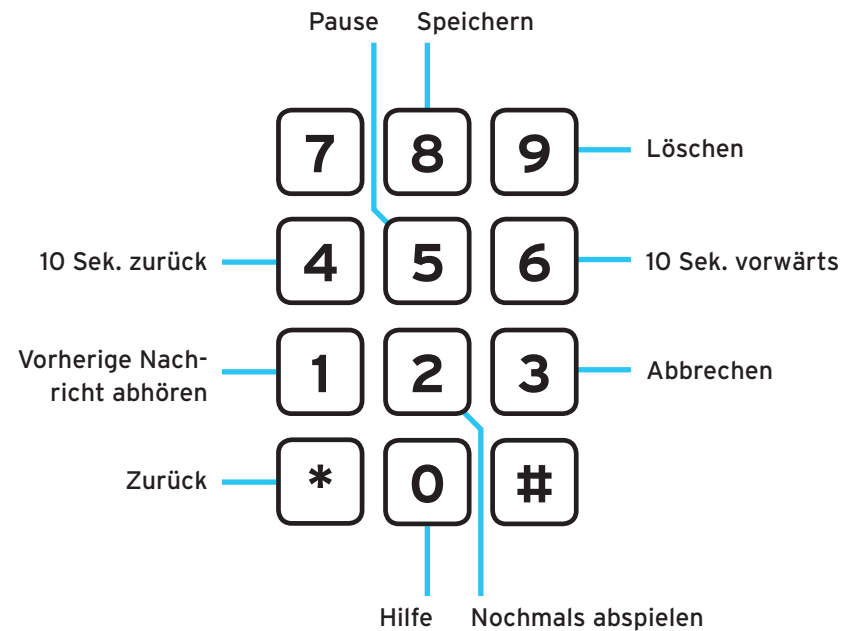 Pause Speichern
7 8 9 Löschen
10 Sek. zurück 4 5 6 10 Sek. vorwärts
Vorherige Nach-
richt abhören
1 2 3 Abbrechen
Zurück * 0 #
Hilfe Nochmals abspielen